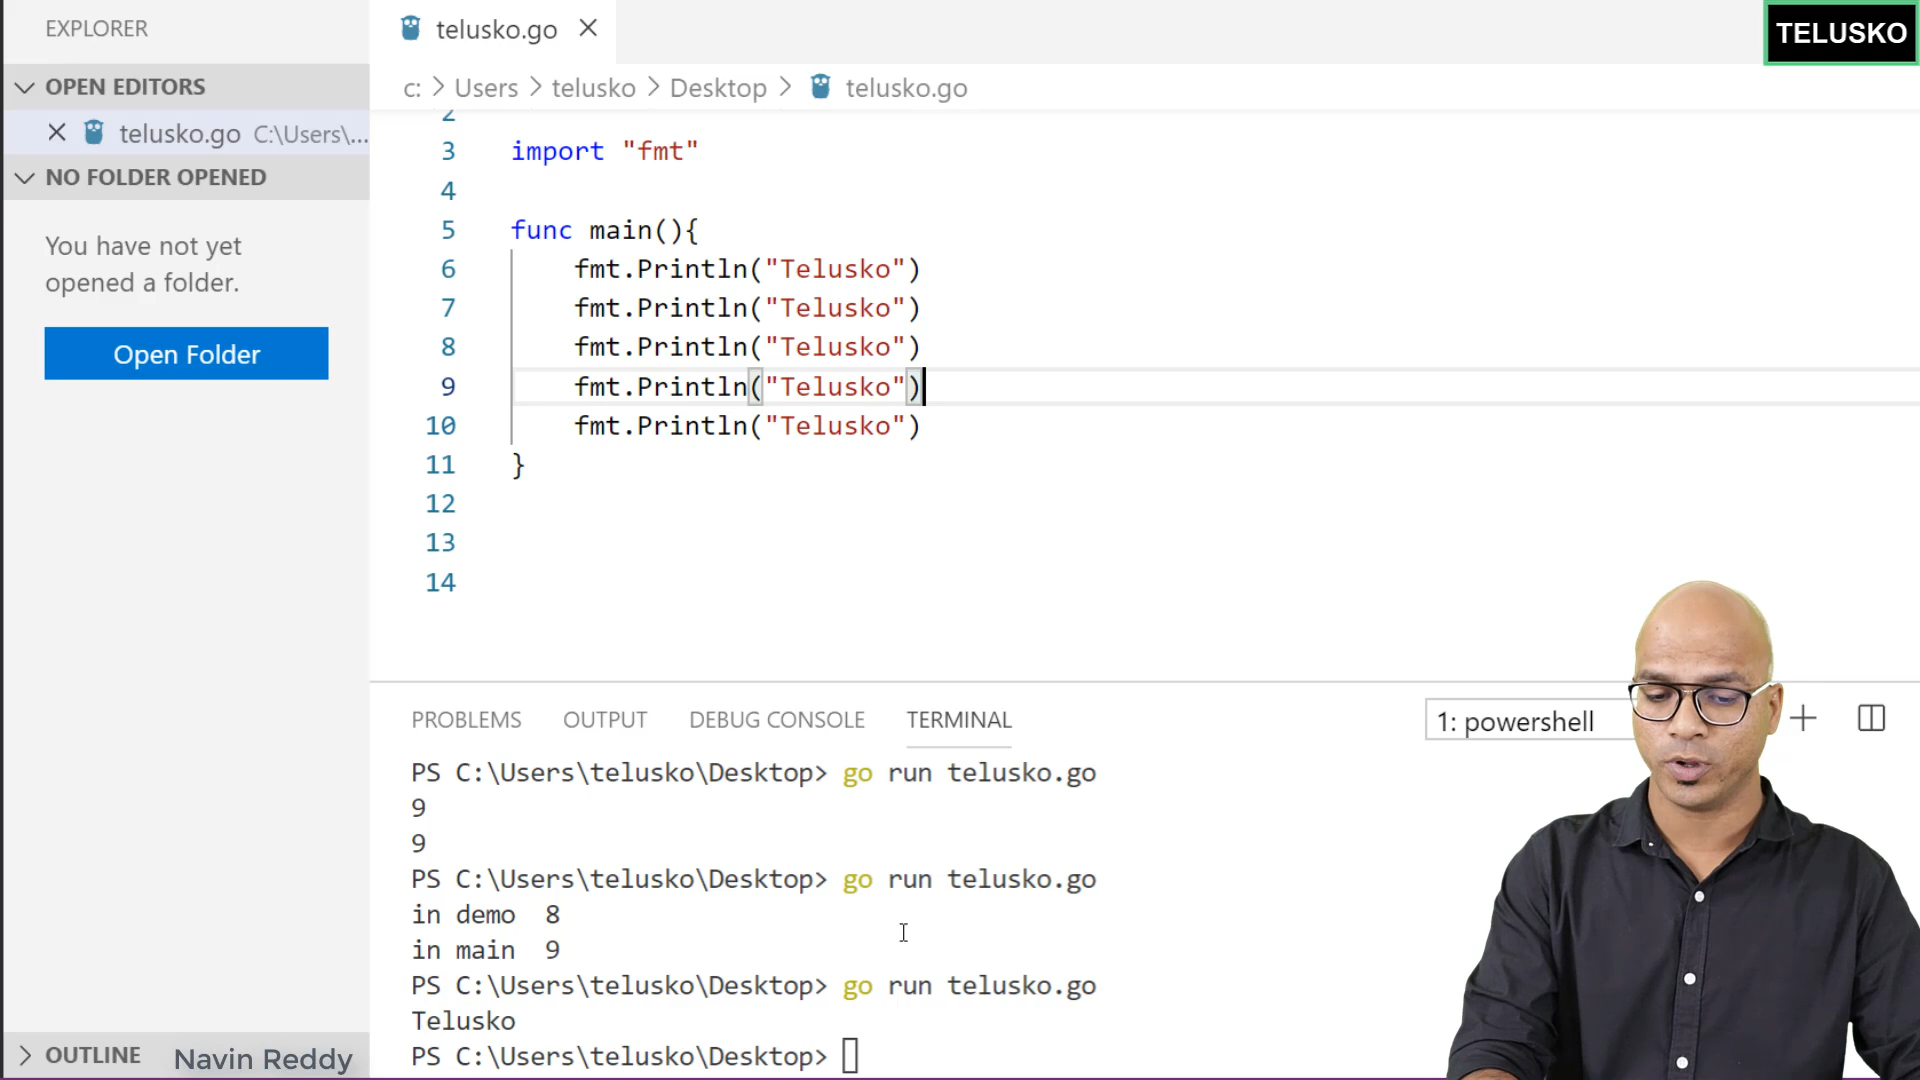 EXPLORER
telusko.go
TELUSKO
OPEN EDITORS
c: > Users > telusko > Desktop > telusko.go
telusko.go C:\Users\...
NO FOLDER OPENED
You have not yet
opened a folder.
Open Folder
2
3 import "fmt"
4
5 func main(){
6 fmt.Println("Telusko")
7 fmt.Println("Telusko")
8 fmt.Println("Telusko")
9 fmt.Println("Telusko")
10 fmt.Println("Telusko")
11 }
12
13
14
PROBLEMS OUTPUT DEBUG CONSOLE TERMINAL
1: powershell
PS C:\Users\telusko\Desktop> go run telusko.go
9
9
PS C:\Users\telusko\Desktop> go run telusko.go
in demo  8
in main  9
PS C:\Users\telusko\Desktop> go run telusko.go
Telusko
PS C:\Users\telusko\Desktop>
OUTLINE
Navin Reddy